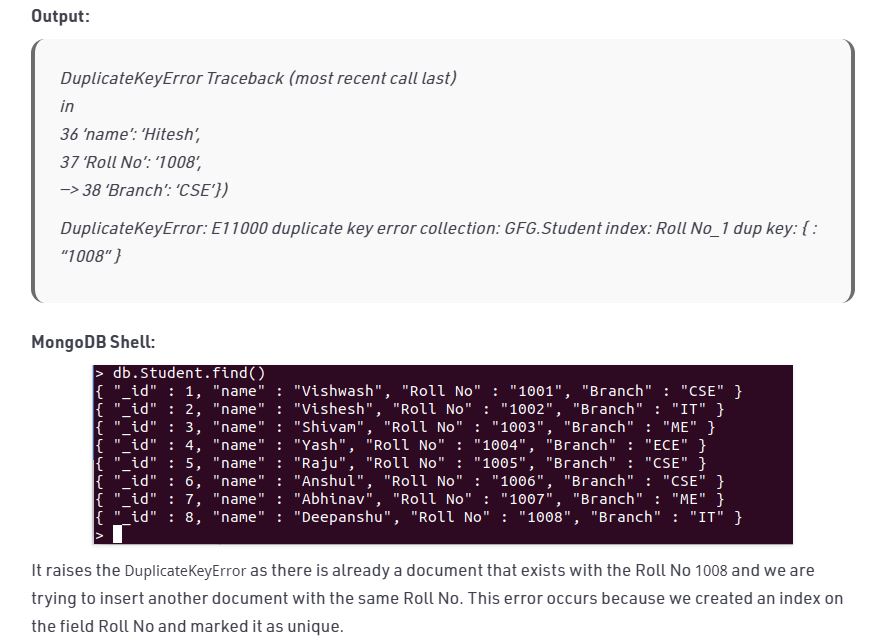 Output:
DuplicateKeyError Traceback (most recent call last)
in
36 ‘name’: ‘Hitesh’,
37 ‘Roll No’: ‘1008’,
—> 38 ‘Branch’: ‘CSE’})
DuplicateKeyError: E11000 duplicate key error collection: GFG.Student index: Roll No_1 dup key: { :
“1008” }
MongoDB Shell:
> db.Student.find()
{ "_id" : 1, "name" : "Vishwash", "Roll No" : "1001", "Branch" : "CSE" }
{ "_id" : 2, "name" : "Vishesh", "Roll No" : "1002", "Branch" : "IT" }
{ "_id" : 3, "name" : "Shivam", "Roll No" : "1003", "Branch" : "ME" }
{ "_id" : 4, "name" : "Yash", "Roll No" : "1004", "Branch" : "ECE" }
{ "_id" : 5, "name" : "Raju", "Roll No" : "1005", "Branch" : "CSE" }
{ "_id" : 6, "name" : "Anshul", "Roll No" : "1006", "Branch" : "CSE" }
{ "_id" : 7, "name" : "Abhinav", "Roll No" : "1007", "Branch" : "ME" }
{ "_id" : 8, "name" : "Deepanshu", "Roll No" : "1008", "Branch" : "IT" }
>
It raises the DuplicateKeyError as there is already a document that exists with the Roll No 1008 and we are
trying to insert another document with the same Roll No. This error occurs because we created an index on
the field Roll No and marked it as unique.